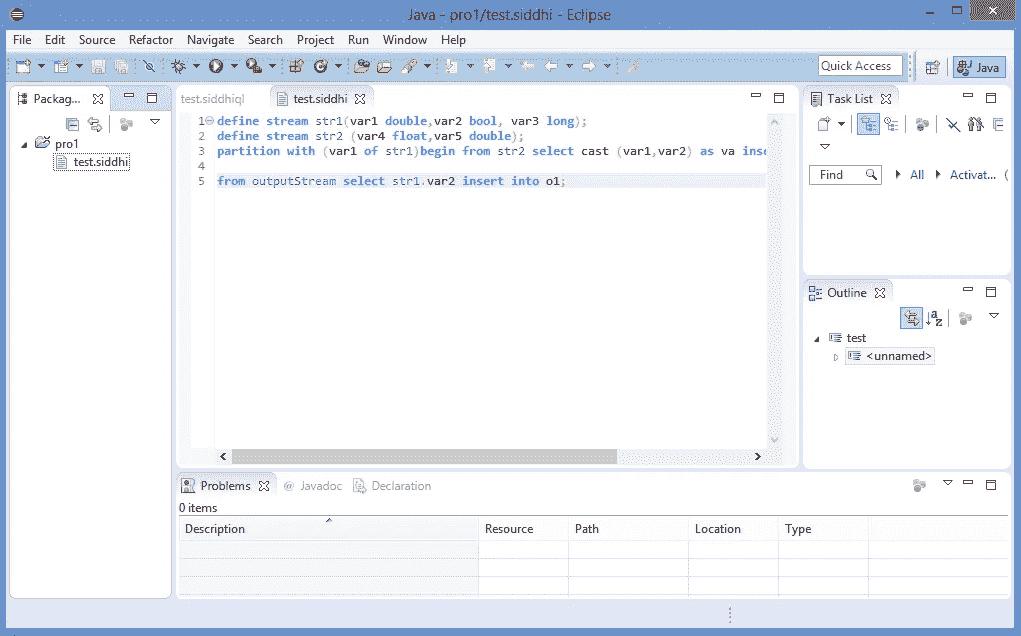 Java - pro1/test.siddhi - Eclipse
File Edit Source Refactor Navigate Search Project Run Window Help
Quick Access
Java
Packag...
pro1
test.siddhi
test.siddhiql
test.siddhi
1 define stream str1(var1 double,var2 bool, var3 long);
2 define stream str2 (var4 float,var5 double);
3 partition with (var1 of str1)begin from str2 select cast (var1,var2) as va inse
4
5 from outputStream select str1.var2 insert into o1;
Task List
Find
All
Activat...
Outline
test
<unnamed>
Problems
@ Javadoc
Declaration
0 items
Description Resource Path Location Type